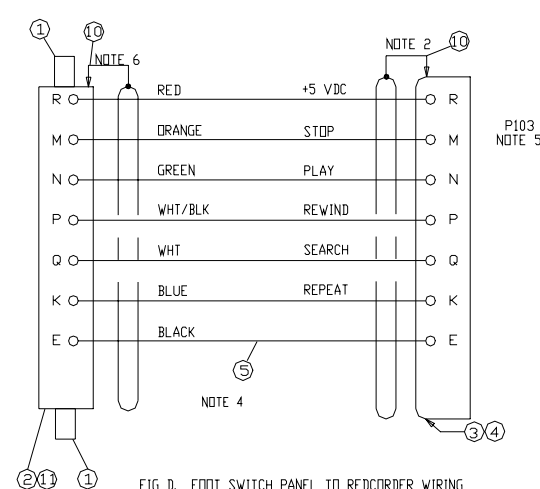 1 10 NOTE 6 NOTE 2 10
R RED +5 VDC R
P103
NOTE 5
M ORANGE STOP M
N GREEN PLAY N
P WHT/BLK REWIND P
Q WHT SEARCH Q
K BLUE REPEAT K
E BLACK E
5
NOTE 4
3 4
2 11 1
FIG D. FOOT SWITCH PANEL TO REDCORDER WIRING